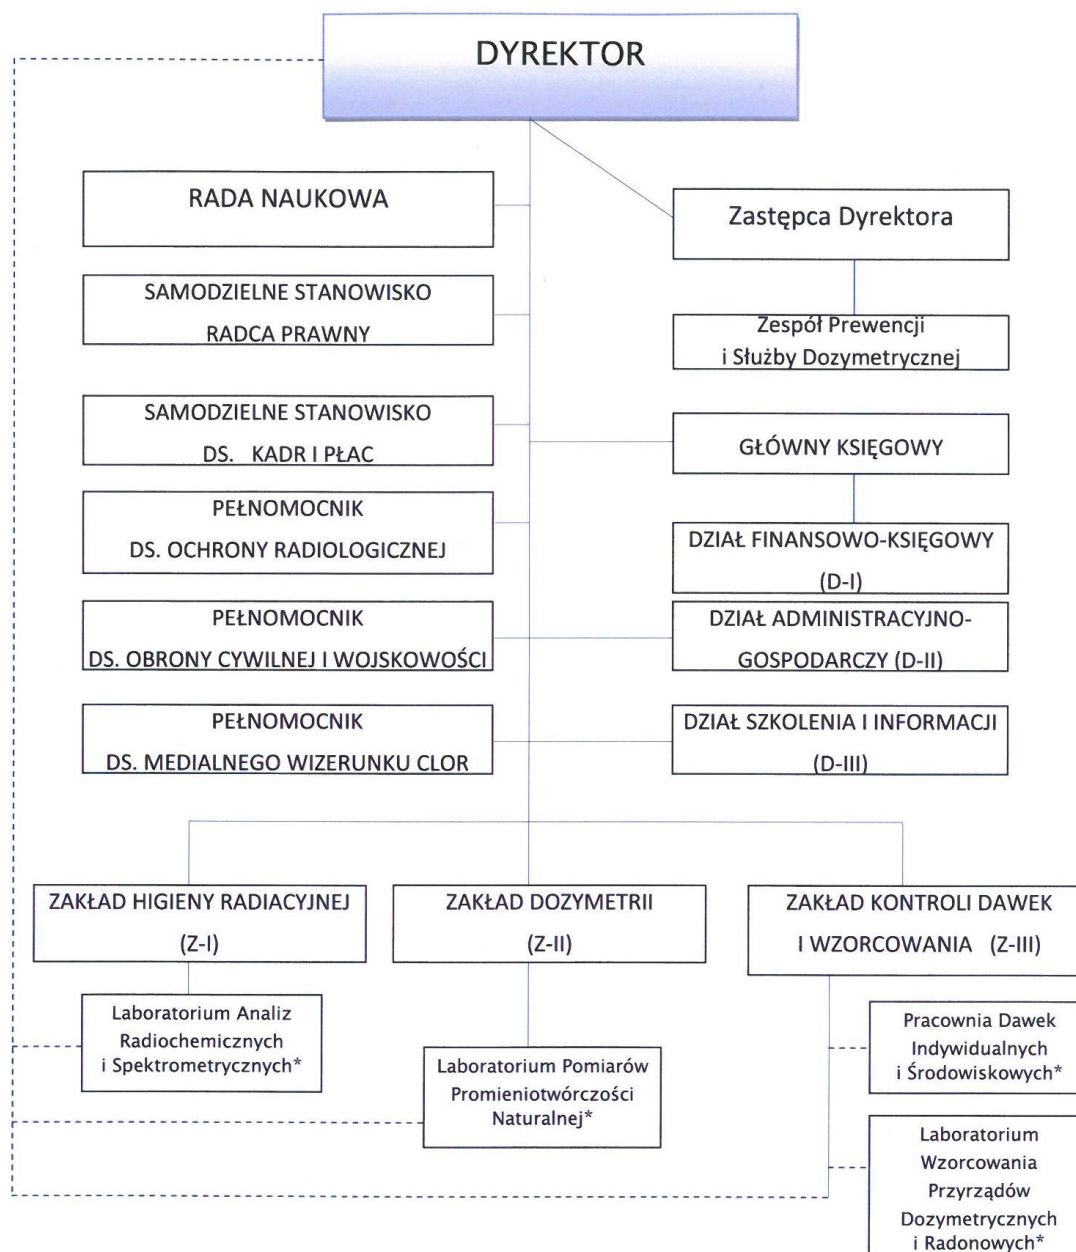 DYREKTOR
RADA NAUKOWA
Zastępca Dyrektora
SAMODZIELNE STANOWISKO
RADCA PRAWNY
Zespół Prewencji
i Służby Dozymetrycznej
SAMODZIELNE STANOWISKO
DS. KADR I PŁAC
GŁÓWNY KSIĘGOWY
PEŁNOMOCNIK
DS. OCHRONY RADIOLOGICZNEJ
DZIAŁ FINANSOWO-KSIĘGOWY
(D-I)
PEŁNOMOCNIK
DS. OBRONY CYWILNEJ I WOJSKOWOŚCI
DZIAŁ ADMINISTRACYJNO-
GOSPODARCZY (D-II)
PEŁNOMOCNIK
DS. MEDIALNEGO WIZERUNKU CLOR
DZIAŁ SZKOLENIA I INFORMACJI
(D-III)
ZAKŁAD HIGIENY RADIACYJNEJ
(Z-I)
ZAKŁAD DOZYMETRII
(Z-II)
ZAKŁAD KONTROLI DAWEK
I WZORCOWANIA (Z-III)
Laboratorium Analiz
Radiochemicznych
i Spektrometrycznych*
Laboratorium Pomiarów
Promieniotwórczości
Naturalnej*
Pracownia Dawek
Indywidualnych
i Środowiskowych*
Laboratorium
Wzorcowania
Przyrządów
Dozymetrycznych
i Radonowych*